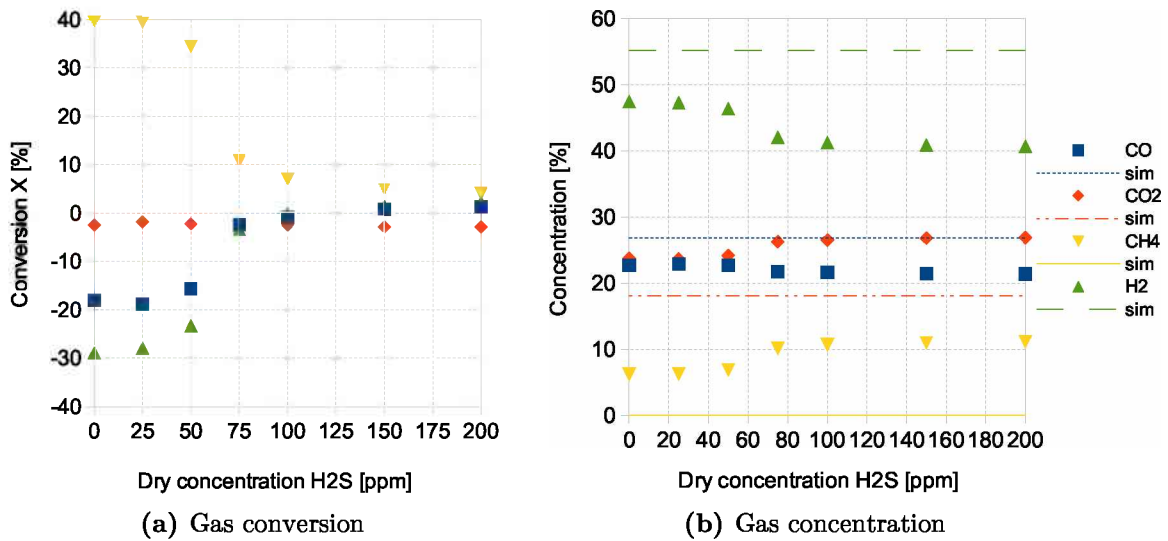 40
30
20
10
0
-10
-20
-30
-40
Conversion X [%]
0 25 50 75 100 125 150 175 200
Dry concentration H2S [ppm]
(a) Gas conversion
60
50
40
30
20
10
0
Concentration [%]
0 20 40 60 80 100 120 140 160 180 200
Dry concentration H2S [ppm]
(b) Gas concentration
CO
sim
CO2
sim
CH4
sim
H2
sim